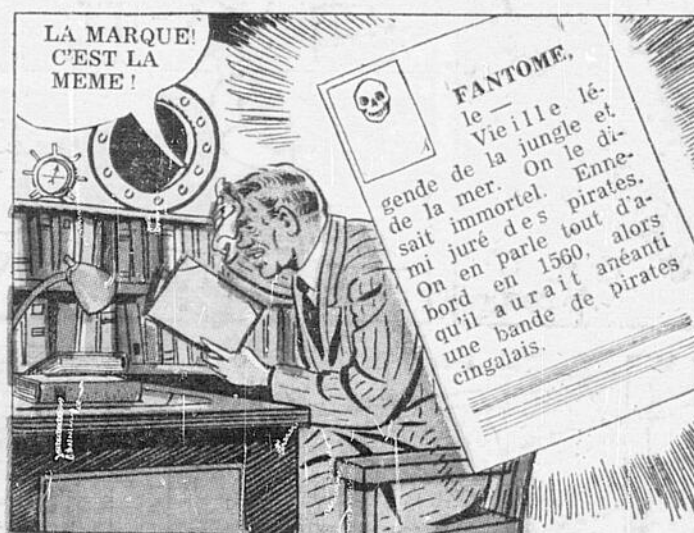 LA MARQUE!
C'EST LA
MEME !
FANTOME,
le —
Vieille lé-
gende de la jungle et
de la mer. On le di-
sait immortel. Enne-
mi juré des pirates.
On en parle tout d'a-
bord en 1560, alors
qu'il aurait anéanti
une bande de pirates
cingalais.